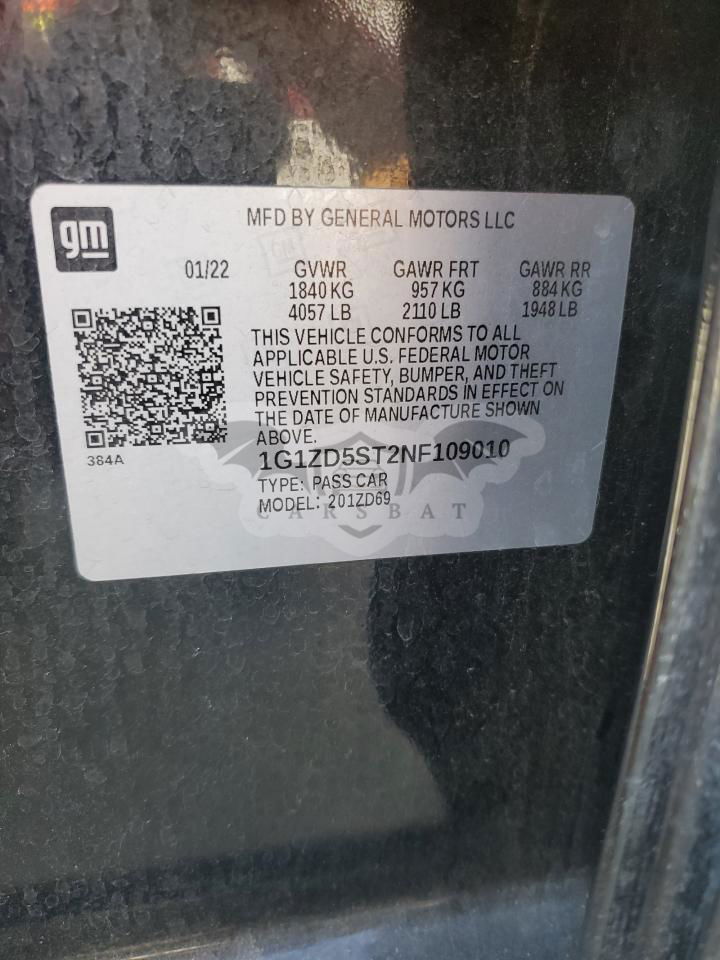 gm
MFD BY GENERAL MOTORS LLC
01/22 GVWR GAWR FRT GAWR RR
1840 KG 957 KG 884 KG
4057 LB 2110 LB 1948 LB
THIS VEHICLE CONFORMS TO ALL
APPLICABLE U.S. FEDERAL MOTOR
VEHICLE SAFETY, BUMPER, AND THEFT
PREVENTION STANDARDS IN EFFECT ON
THE DATE OF MANUFACTURE SHOWN
ABOVE.
384A
1G1ZD5ST2NF109010
TYPE: PASS CAR
MODEL: 201ZD69
CARSBAT